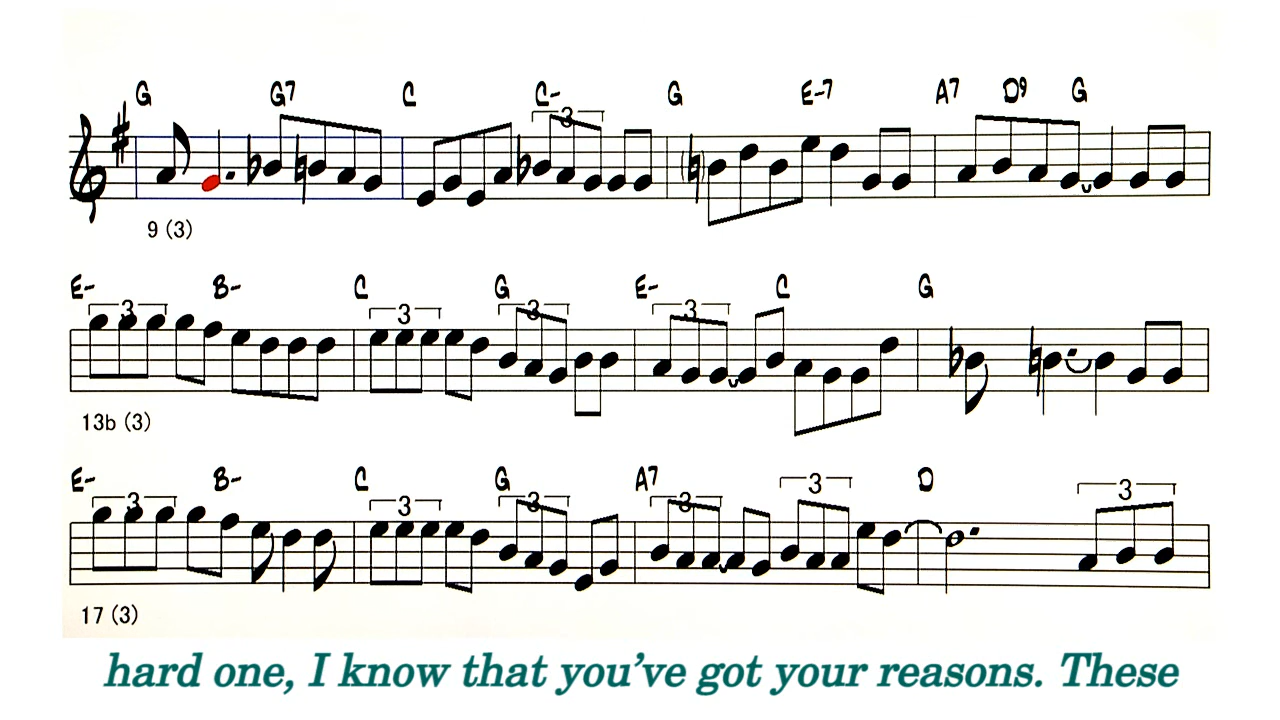 G G7 C C- G E-7 A7 D9 G
3
9 (3)
E- B- C G E- C G
3 3 3 3
13b (3)
E- B- C G A7 D
3 3 3 3 3 3
17 (3)
hard one, I know that you've got your reasons. These